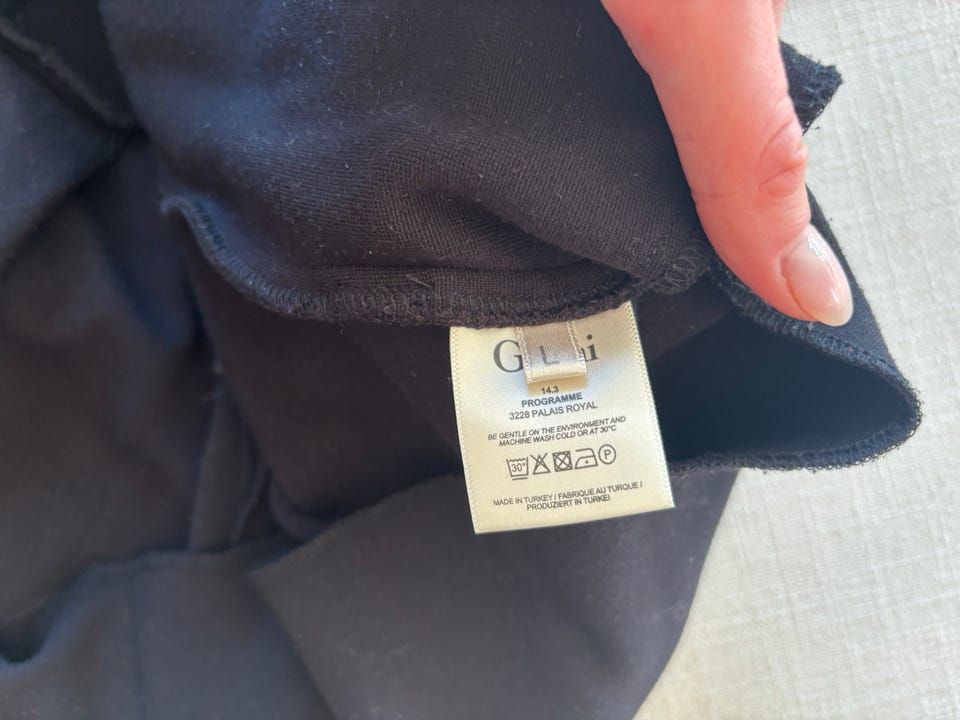 L
14.3
PROGRAMME
3228 PALAIS ROYAL
BE GENTLE ON THE ENVIRONMENT AND
MACHINE WASH COLD OR AT 30°C
30° P
MADE IN TURKEY / FABRIQUE AU TURQUE /
PRODUZIERT IN TURKEI